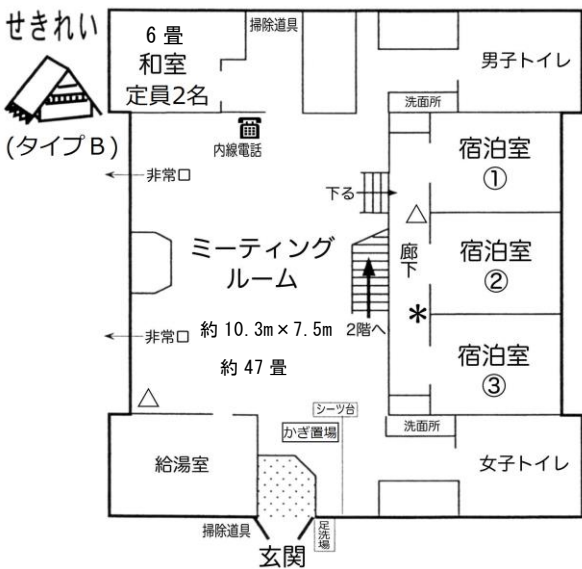 せきれい
(タイプB)
6 畳
和室
定員2名
掃除道具
男子トイレ
洗面所
内線電話
非常口
下る
宿泊室
①
ミーティング
ルーム
廊下
宿泊室
②
非常口
約 10.3m×7.5m
2階へ
*
約 47 畳
宿泊室
③
シーツ台
かぎ置場
洗面所
給湯室
女子トイレ
掃除道具
玄関
足洗場